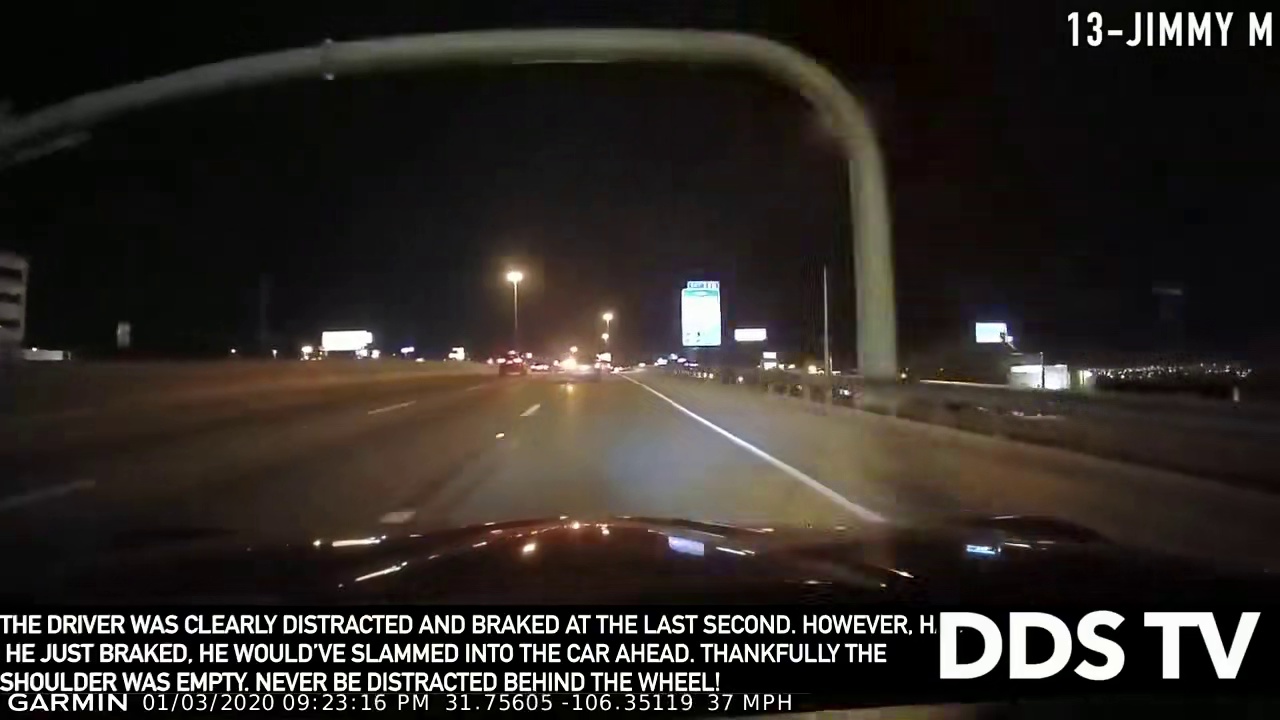 13-JIMMY M
THE DRIVER WAS CLEARLY DISTRACTED AND BRAKED AT THE LAST SECOND. HOWEVER,
HE JUST BRAKED, HE WOULD'VE SLAMMED INTO THE CAR AHEAD. THANKFULLY THE
SHOULDER WAS EMPTY. NEVER BE DISTRACTED BEHIND THE WHEEL!
DDS TV
GARMIN 01/03/2020 09:23:16 PM 31.75605 -106.35119 37 MPH